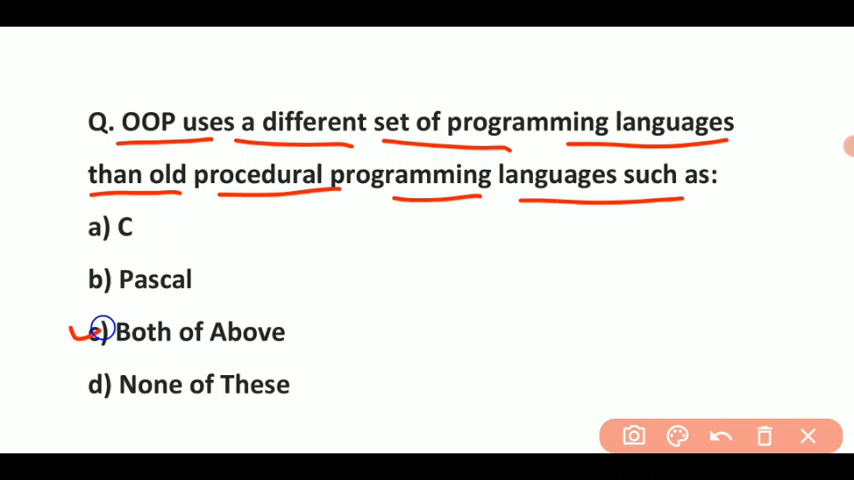 Q. OOP uses a different set of programming languages
than old procedural programming languages such as:
a) C
b) Pascal
c) Both of Above
d) None of These